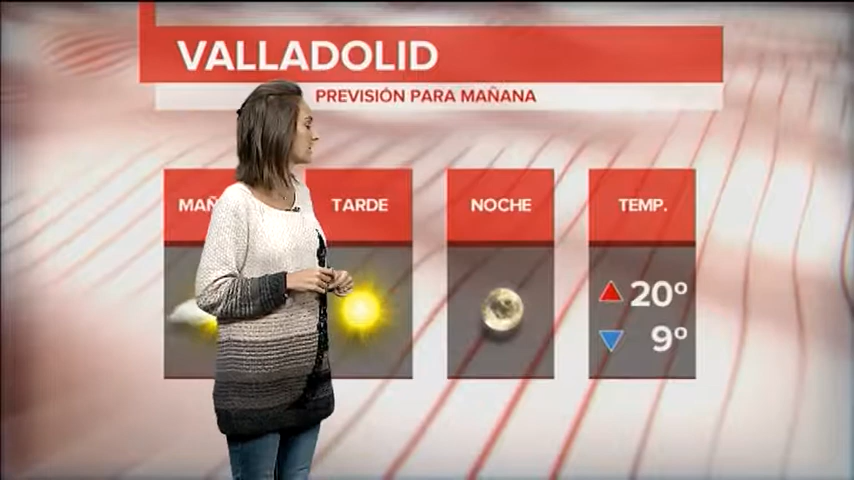 VALLADOLID
PREVISIÓN PARA MAÑANA
TARDE
NOCHE
TEMP.
20º
9º